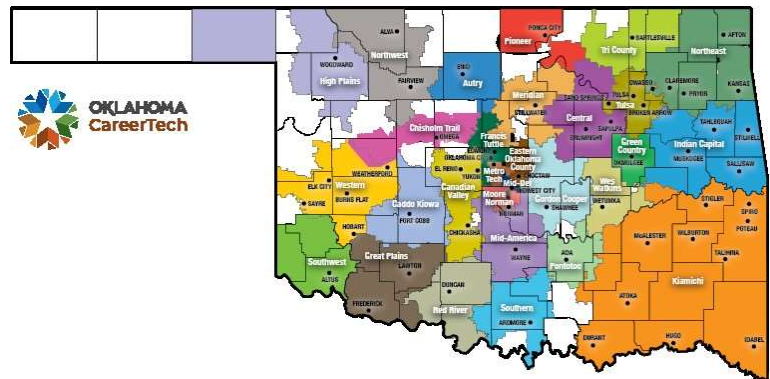 PONCA CITY
Pioneer
ALVA
Northwest
BARTLESVILLE
AFTON
Tri County
Northeast
WOODWARD
High Plains
FAIRVIEW
ENID
Autry
OWASSO
CLAREMORE
PRYOR
KANSAS
Meridian
STILLWATER
SAND SPRINGS
TULSA
Tulsa
BROKEN ARROW
OKLAHOMA
CareerTech
Chisholm Trail
OMEGA
Central
DRUMRIGHT
SAPULPA
TAHLEQUAH
STILWELL
Indian Capital
MUSKOGEE
SALLISAW
Francis
Tuttle
Green
Country
OKMULGEE
Eastern
Oklahoma
County
CHOCTAW
WEATHERFORD
EL RENO
YUKON
Metro
Tech
Mid-Del
MIDWEST CITY
Canadian
Valley
ELK CITY
Western
BURNS FLAT
SAYRE
Caddo Kiowa
FORT COBB
Moore
Norman
NORMAN
Gordon Cooper
SHAWNEE
Wes
Watkins
WETUMKA
STIGLER
SPIRO
POTEAU
HOBART
CHICKASHA
Mid-America
WAYNE
McALESTER
WILBURTON
TALIHINA
Great Plains
LAWTON
ADA
Pontotoc
Southwest
ALTUS
Kiamichi
DUNCAN
Red River
FREDERICK
Southern
ARDMORE
ATOKA
DURANT
HUGO
IDABEL